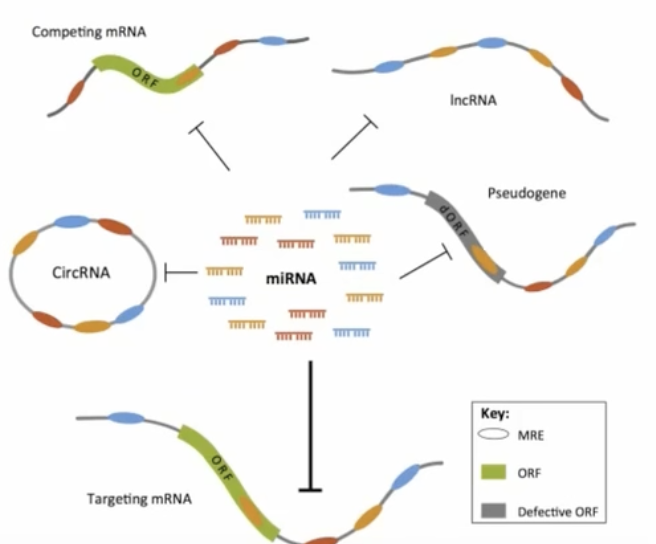 Competing mRNA
ORF
lncRNA
Pseudogene
dORF
CircRNA
miRNA
Targeting mRNA
ORF
Key:
MRE
ORF
Defective ORF